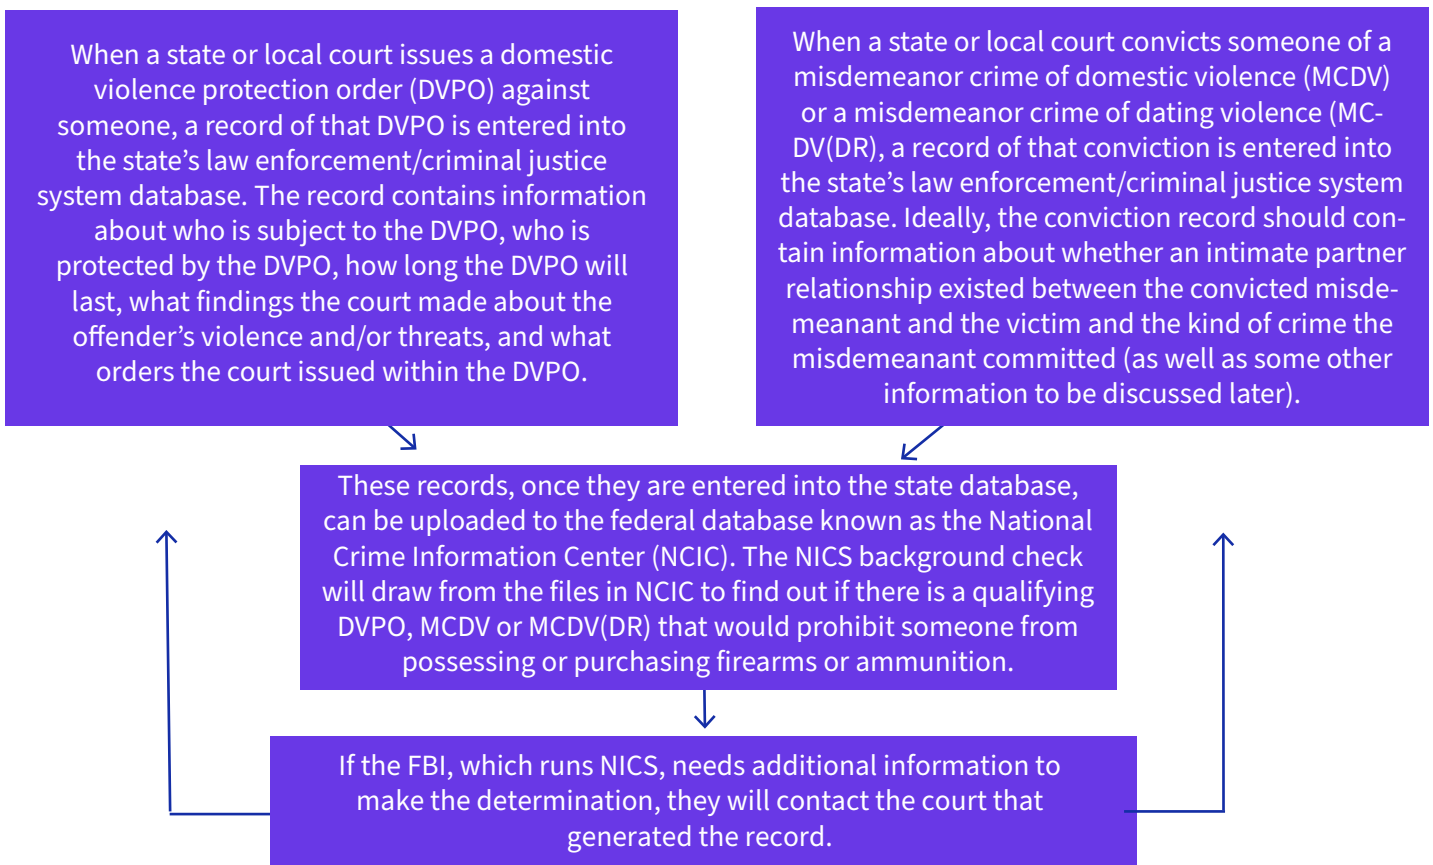 When a state or local court issues a domestic
violence protection order (DVPO) against
someone, a record of that DVPO is entered into
the state’s law enforcement/criminal justice
system database. The record contains information
about who is subject to the DVPO, who is
protected by the DVPO, how long the DVPO will
last, what findings the court made about the
offender’s violence and/or threats, and what
orders the court issued within the DVPO.
When a state or local court convicts someone of a
misdemeanor crime of domestic violence (MCDV)
or a misdemeanor crime of dating violence (MC-
DV(DR), a record of that conviction is entered into
the state’s law enforcement/criminal justice system
database. Ideally, the conviction record should con-
tain information about whether an intimate partner
relationship existed between the convicted misde-
meanant and the victim and the kind of crime the
misdemeanant committed (as well as some other
information to be discussed later).
These records, once they are entered into the state database,
can be uploaded to the federal database known as the National
Crime Information Center (NCIC). The NICS background check
will draw from the files in NCIC to find out if there is a qualifying
DVPO, MCDV or MCDV(DR) that would prohibit someone from
possessing or purchasing firearms or ammunition.
If the FBI, which runs NICS, needs additional information to
make the determination, they will contact the court that
generated the record.